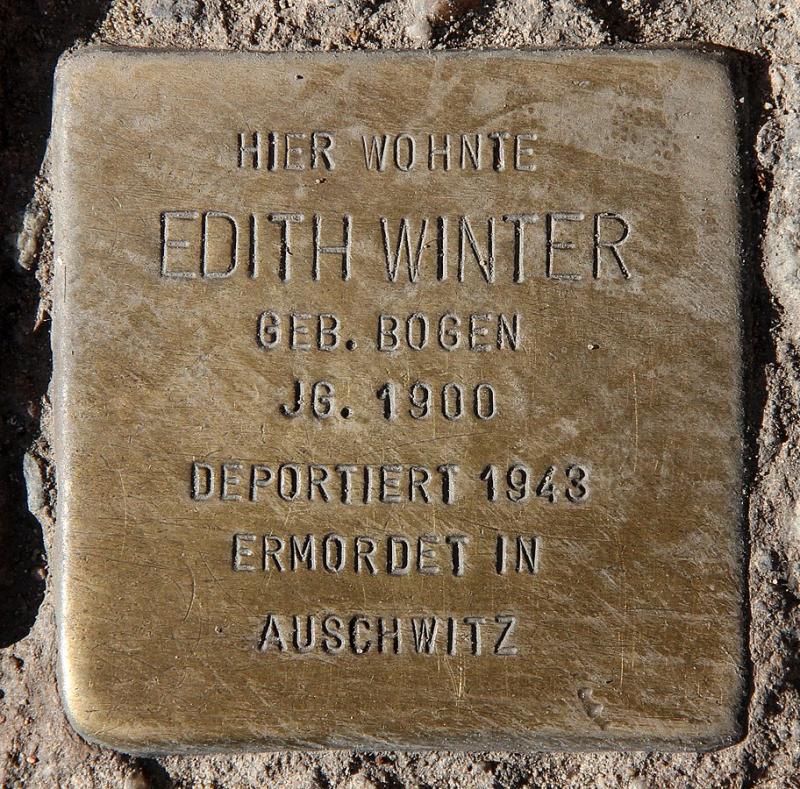 HIER WOHNTE
EDITH WINTER
GEB. BOGEN
JG. 1900
DEPORTIERT 1943
ERMORDET IN
AUSCHWITZ